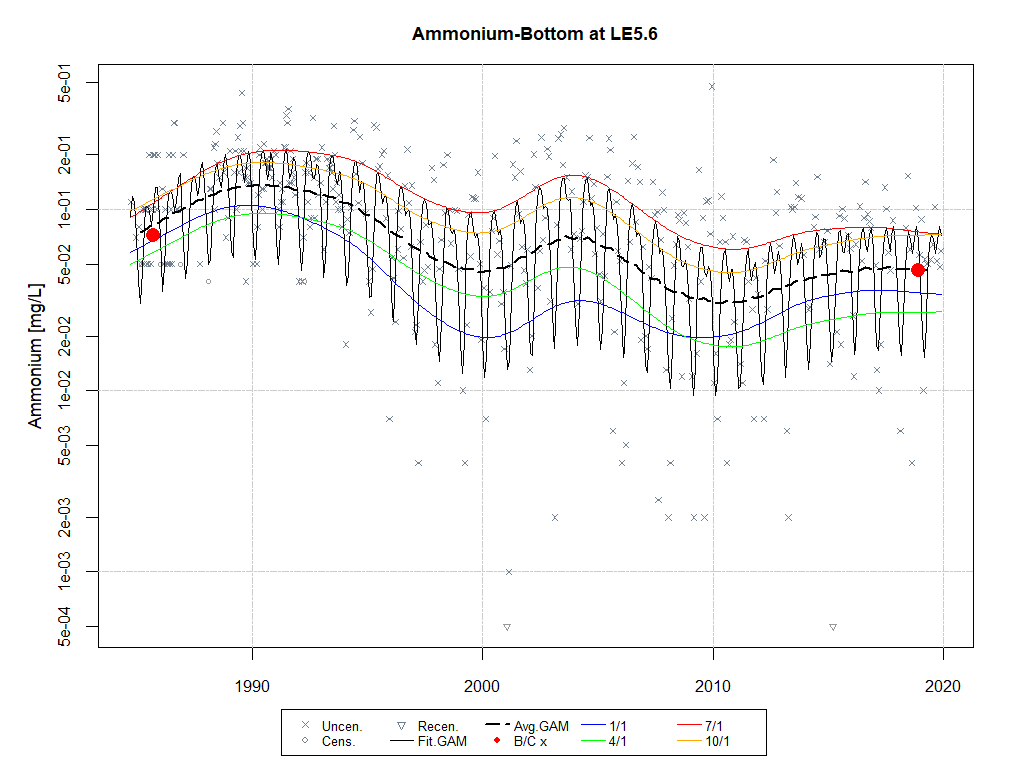 Ammonium-Bottom at LE5.6
Ammonium [mg/L]
5e-01
2e-01
1e-01
5e-02
2e-02
1e-02
5e-03
2e-03
1e-03
5e-04
1990 2000 2010 2020
Uncen. Recen. Avg.GAM 1/1 7/1
Cens. Fit.GAM B/C x 4/1 10/1